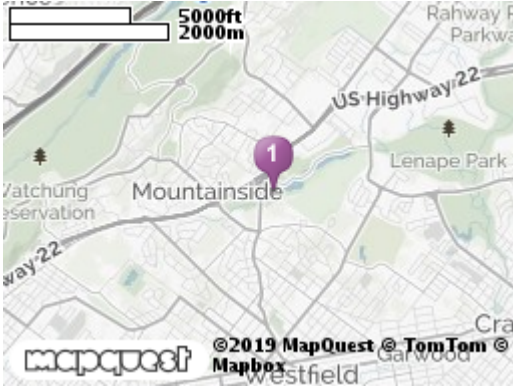 5000ft
2000m
Rahway
Parkwa
US Highway 22
1
Lenape Park
Watchung
eservation
Mountainside
way 22
Cra
©2019 MapQuest © TomTom ©
mapquest
Mapbox
Garwood
Westfield